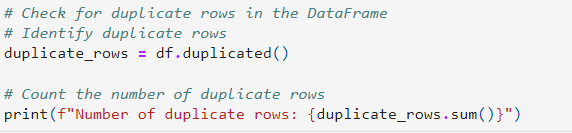 # Check for duplicate rows in the DataFrame
# Identify duplicate rows
duplicate_rows = df.duplicated()
# Count the number of duplicate rows
print(f"Number of duplicate rows: {duplicate_rows.sum()}")